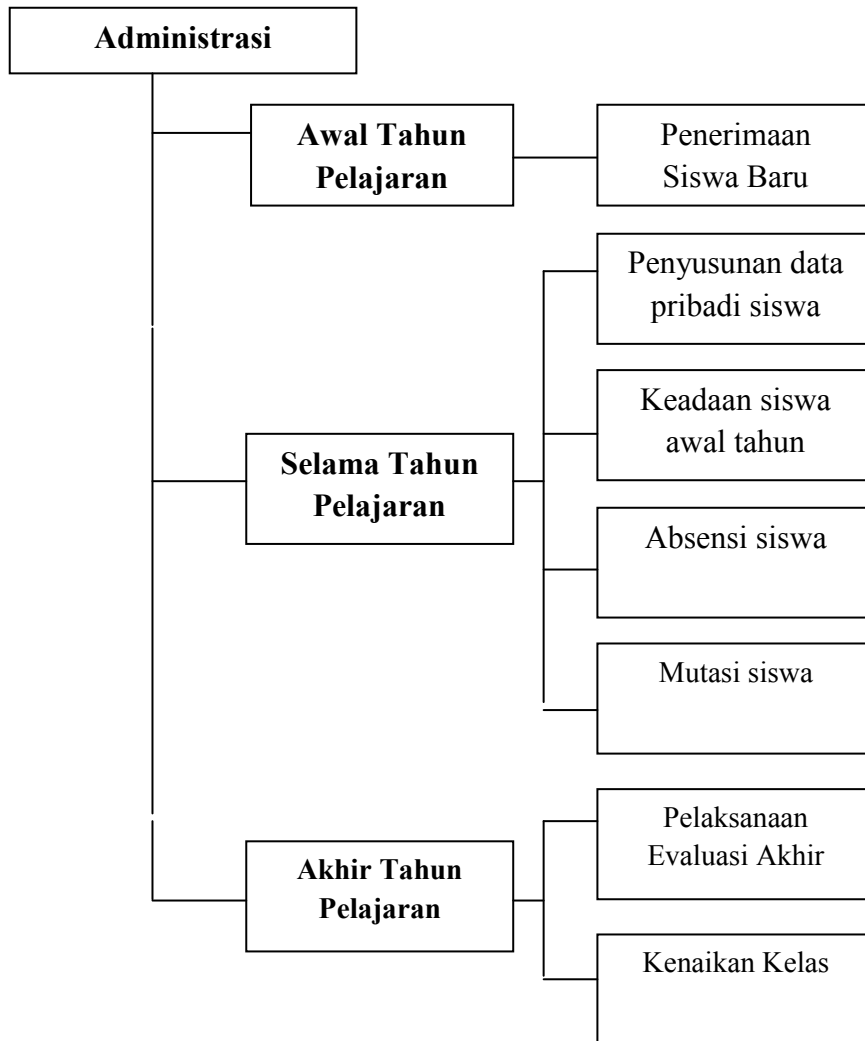 Administrasi
Awal Tahun
Pelajaran
Penerimaan
Siswa Baru
Selama Tahun
Pelajaran
Penyusunan data
pribadi siswa
Keadaan siswa
awal tahun
Absensi siswa
Mutasi siswa
Akhir Tahun
Pelajaran
Pelaksanaan
Evaluasi Akhir
Kenaikan Kelas